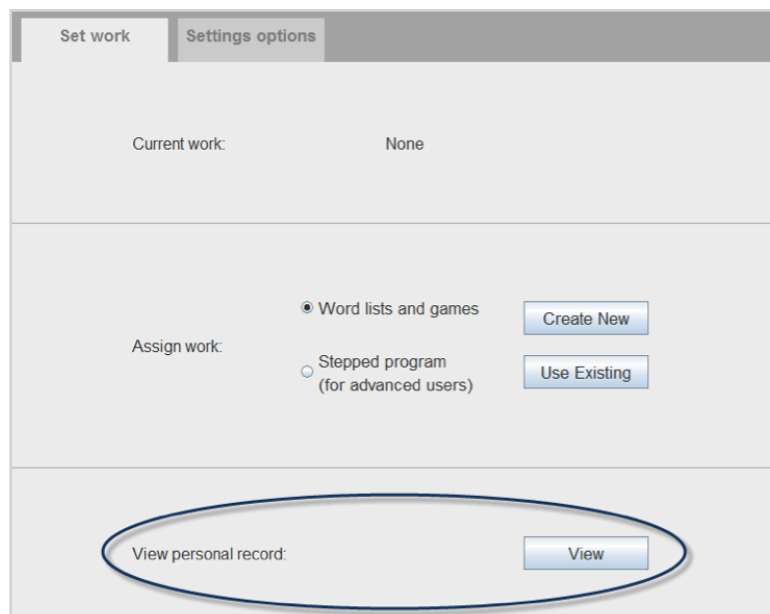 Set work
Settings options
Current work:
None
Assign work:
Word lists and games
Create New
Stepped program
(for advanced users)
Use Existing
View personal record:
View